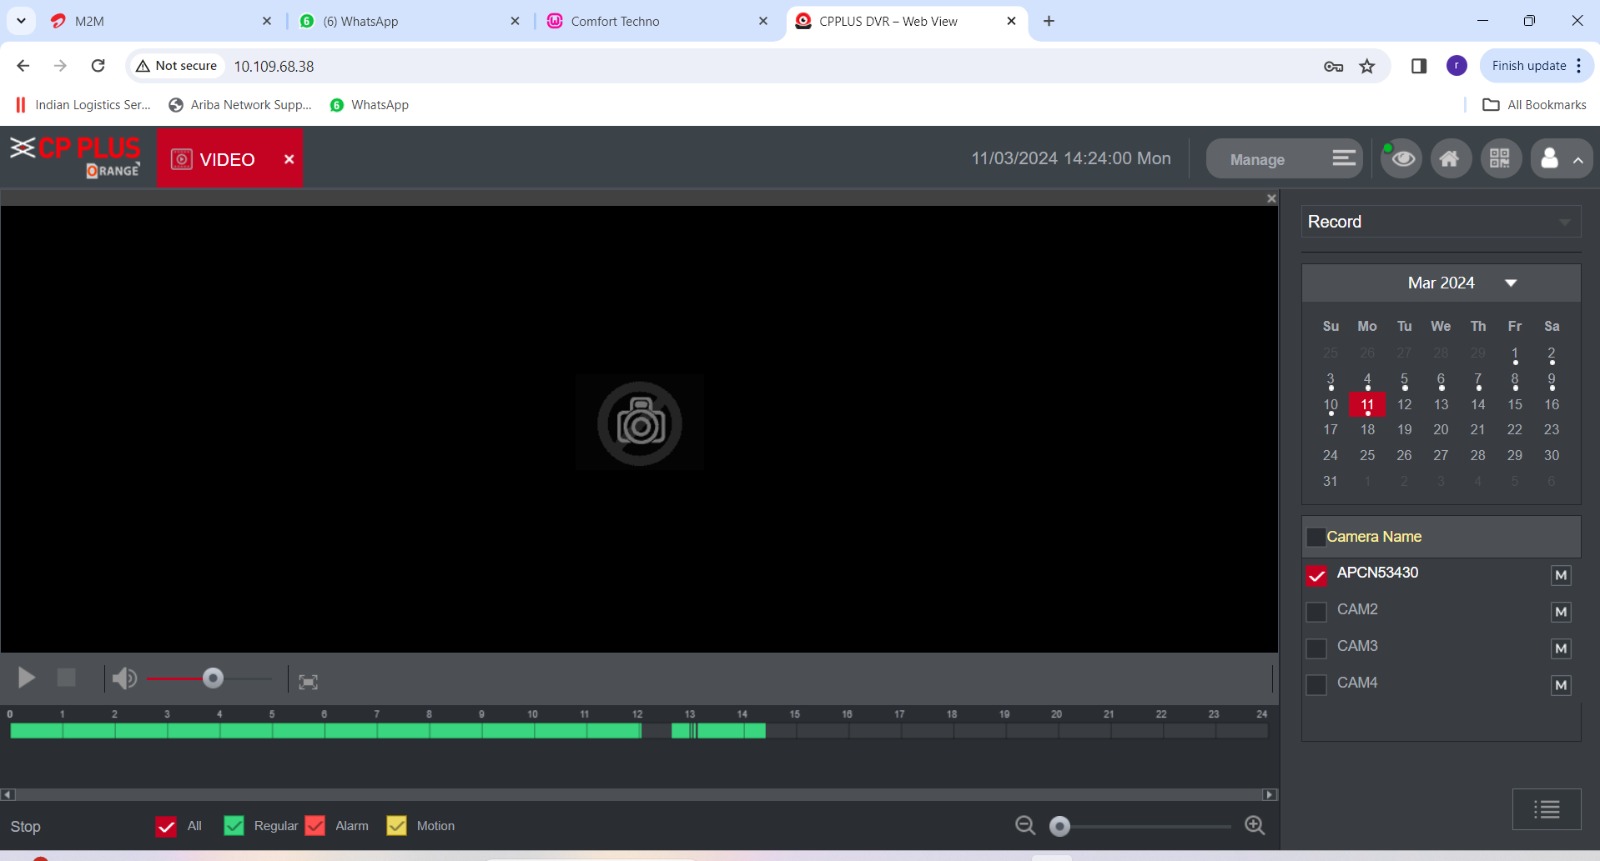 M2M
6 (6) WhatsApp
Comfort Techno
CPPLUS DVR – Web View
Not secure 10.109.68.38
r Finish update
Indian Logistics Ser...
Ariba Network Supp...
6 WhatsApp
All Bookmarks
CP PLUS
ORANGE
VIDEO
11/03/2024 14:24:00 Mon
Manage
Record
Mar 2024
Su Mo Tu We Th Fr Sa
25 26 27 28 29 1 2
3 4 5 6 7 8 9
10 11 12 13 14 15 16
17 18 19 20 21 22 23
24 25 26 27 28 29 30
31 1 2 3 4 5 6
Camera Name
APCN53430 M
CAM2 M
CAM3 M
CAM4 M
0 1 2 3 4 5 6 7 8 9 10 11 12 13 14 15 16 17 18 19 20 21 22 23 24
Stop
All Regular Alarm Motion